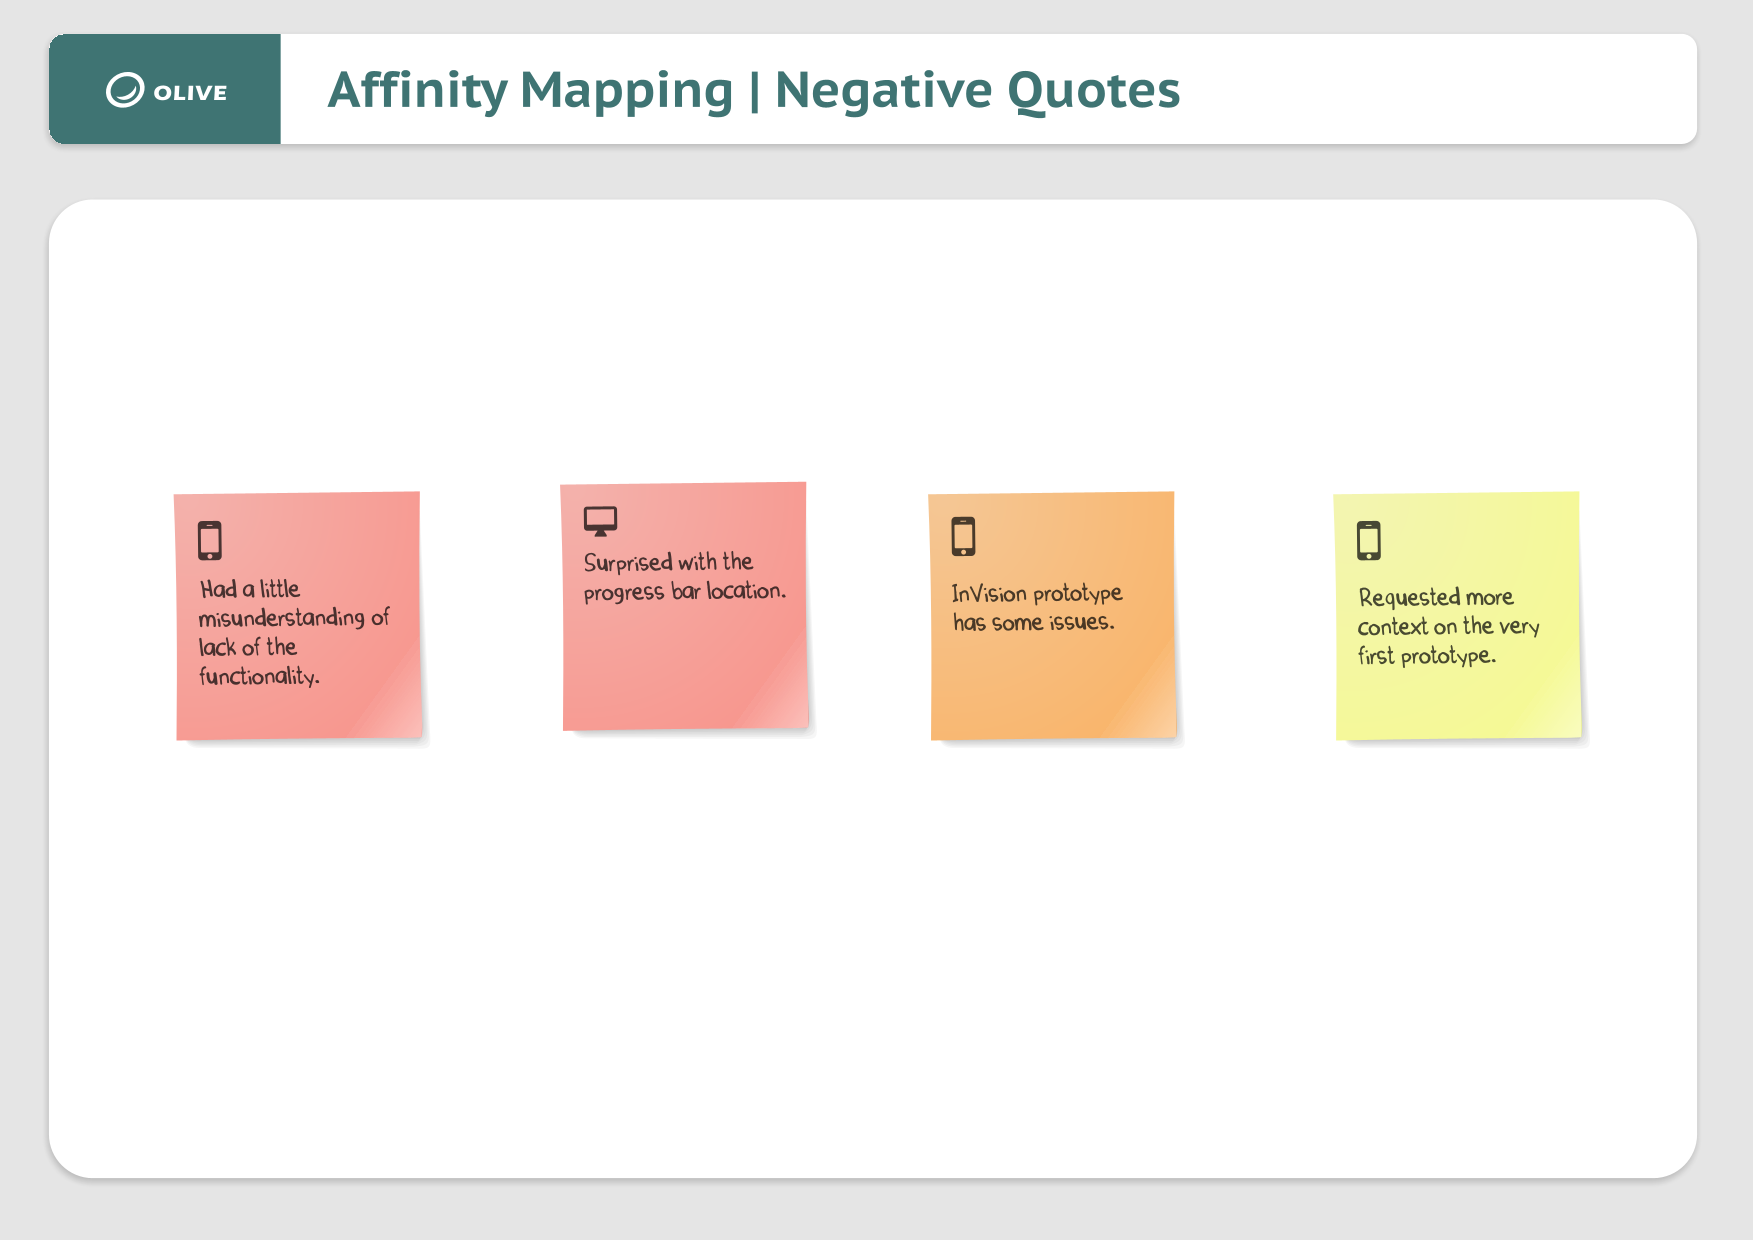 OLIVE
Affinity Mapping | Negative Quotes
Had a little
misunderstanding of
lack of the
functionality.
Surprised with the
progress bar location.
InVision prototype
has some issues.
Requested more
context on the very
first prototype.